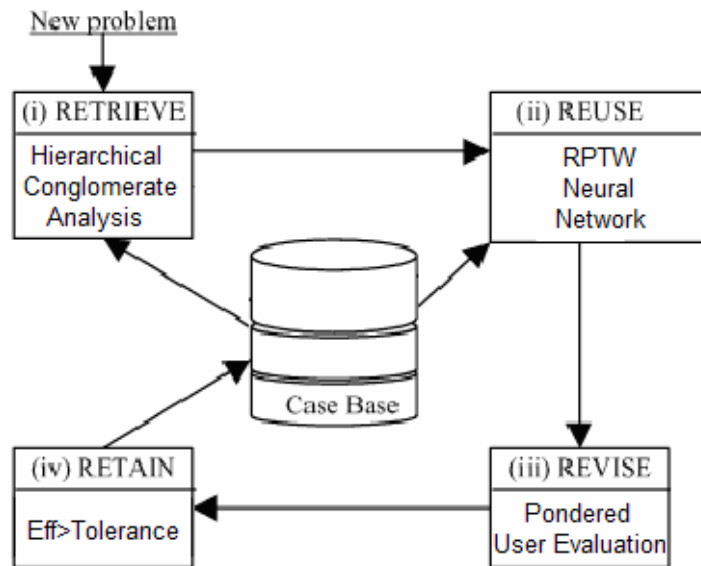 New problem
(i) RETRIEVE
Hierarchical
Conglomerate
Analysis
(ii) REUSE
RPTW
Neural
Network
Case Base
(iv) RETAIN
Eff>Tolerance
(iii) REVISE
Pondered
User Evaluation